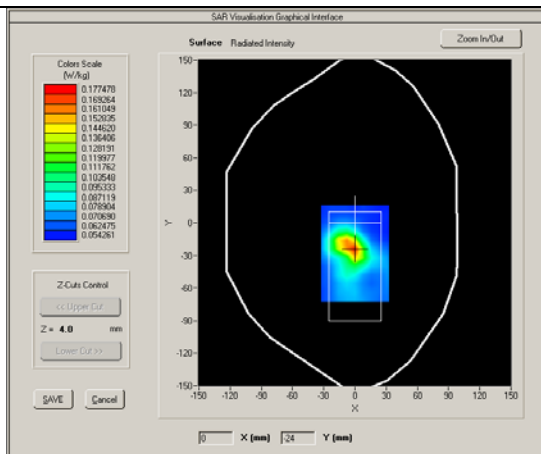 SAR Visualisation Graphical Interface
Surface Radiated Intensity
Zoom In/Out
Colors Scale
(W/kg)
0.177478
0.169264
0.161049
0.152835
0.144620
0.136406
0.128191
0.119977
0.111762
0.103548
0.095333
0.087119
0.078904
0.070690
0.062475
0.054261
Z-Cuts Control
<< Upper Cut
Z = 4.0 mm
Lower Cut >>
SAVE Cancel
150
120
90
60
30
0
-30
-60
-90
-120
-150
Y
-150 -120 -90 -60 -30 0 30 60 90 120 150
X
0 X (mm) -24 Y (mm)